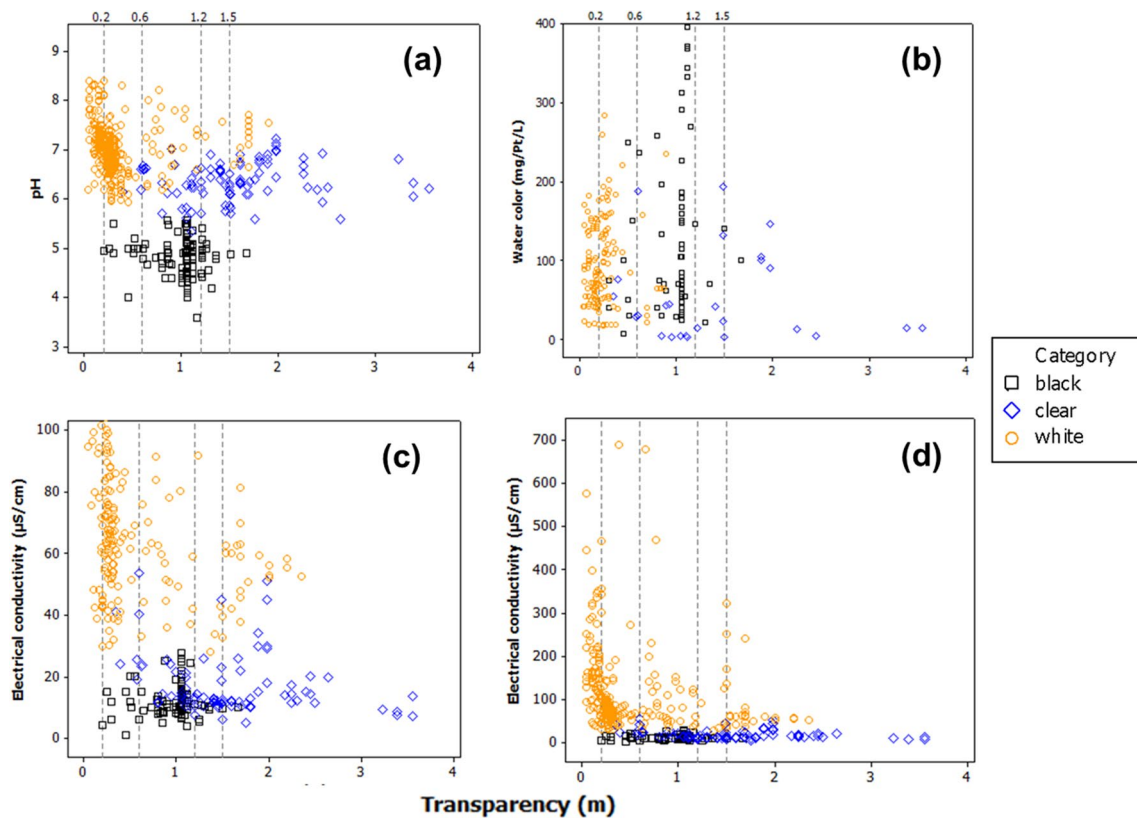 0.2 0.6 1.2 1.5
(a)
9
8
7
6
5
4
3
pH
0 1 2 3 4
0.2 0.6 1.2 1.5
(b)
400
300
200
100
0
Water color (mg/Pt/L)
0 1 2 3 4
Category
black
clear
white
(c)
100
80
60
40
20
0
Electrical conductivity (µS/cm)
0 1 2 3 4
(d)
700
600
500
400
300
200
100
0
Electrical conductivity (µS/cm)
0 1 2 3 4
Transparency (m)